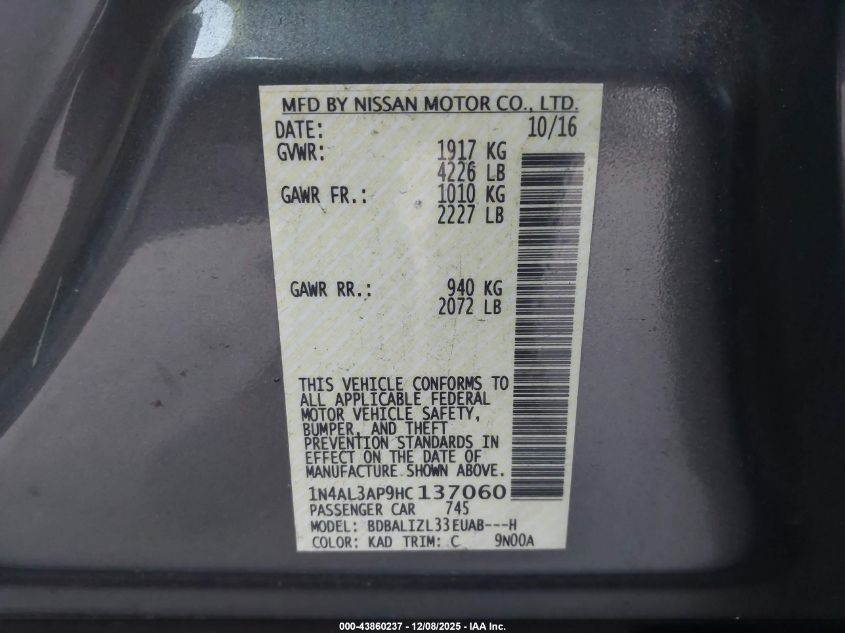 MFD BY NISSAN MOTOR CO., LTD.
DATE: 10/16
GVWR: 1917 KG
4226 LB
GAWR FR.: 1010 KG
2227 LB
GAWR RR.: 940 KG
2072 LB
THIS VEHICLE CONFORMS TO
ALL APPLICABLE FEDERAL
MOTOR VEHICLE SAFETY,
BUMPER, AND THEFT
PREVENTION STANDARDS IN
EFFECT ON THE DATE OF
MANUFACTURE SHOWN ABOVE.
1N4AL3AP9HC137060
PASSENGER CAR 745
MODEL: BDBALIZL33EUAB---H
COLOR: KAD TRIM: C 9N00A
000-43860237 - 12/08/2025 - IAA Inc.